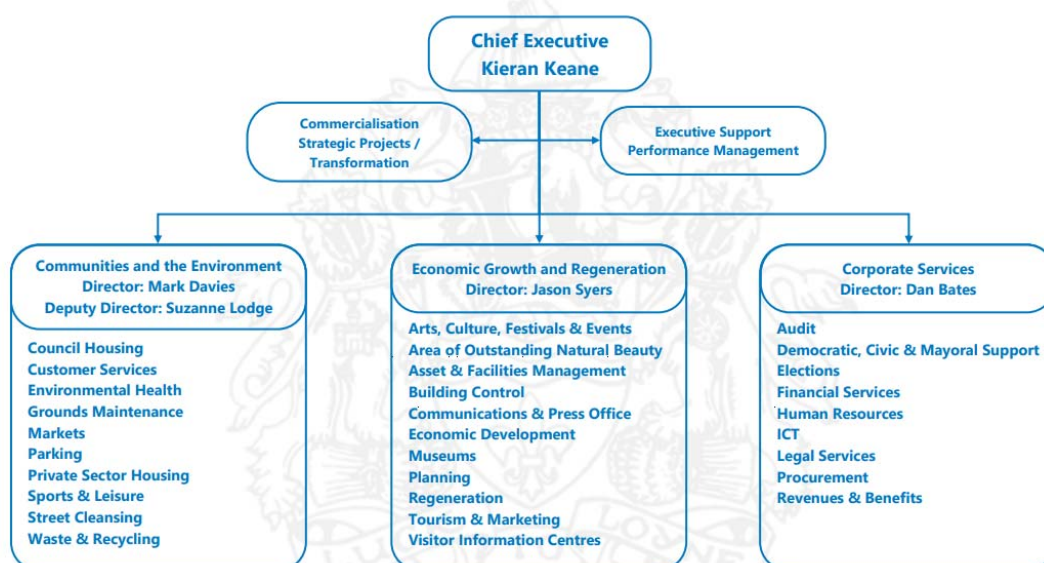 Chief Executive
Kieran Keane
Commercialisation
Strategic Projects /
Transformation
Executive Support
Performance Management
Communities and the Environment
Director: Mark Davies
Deputy Director: Suzanne Lodge
Council Housing
Customer Services
Environmental Health
Grounds Maintenance
Markets
Parking
Private Sector Housing
Sports & Leisure
Street Cleansing
Waste & Recycling
Economic Growth and Regeneration
Director: Jason Syers
Arts, Culture, Festivals & Events
Area of Outstanding Natural Beauty
Asset & Facilities Management
Building Control
Communications & Press Office
Economic Development
Museums
Planning
Regeneration
Tourism & Marketing
Visitor Information Centres
Corporate Services
Director: Dan Bates
Audit
Democratic, Civic & Mayoral Support
Elections
Financial Services
Human Resources
ICT
Legal Services
Procurement
Revenues & Benefits